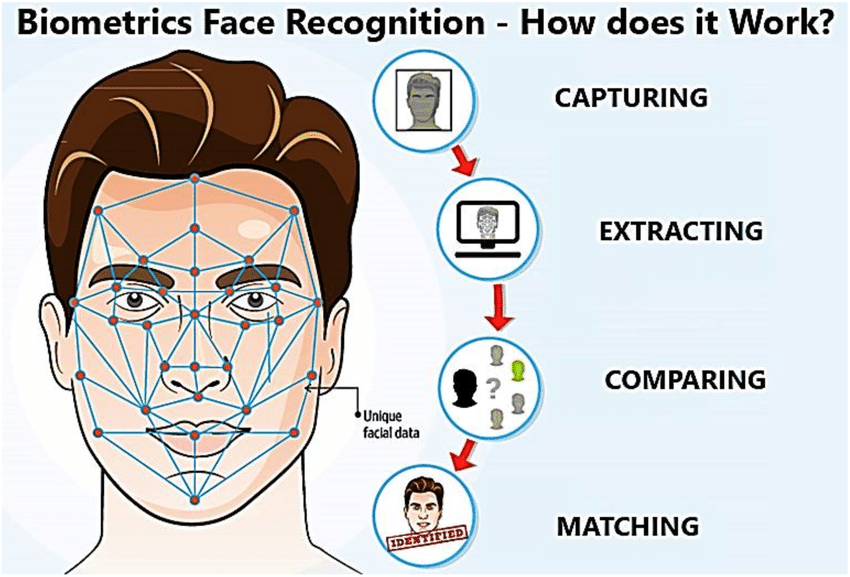 Biometrics Face Recognition - How does it Work?
CAPTURING
EXTRACTING
COMPARING
?
Unique
facial data
MATCHING
IDENTIFIED